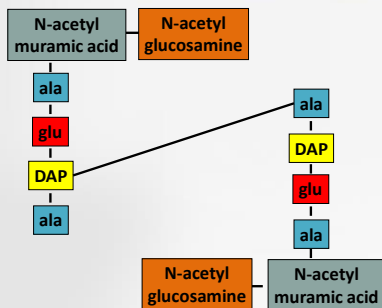 N-acetyl
muramic acid
N-acetyl
glucosamine
ala
glu
DAP
ala
ala
DAP
glu
ala
N-acetyl
glucosamine
N-acetyl
muramic acid